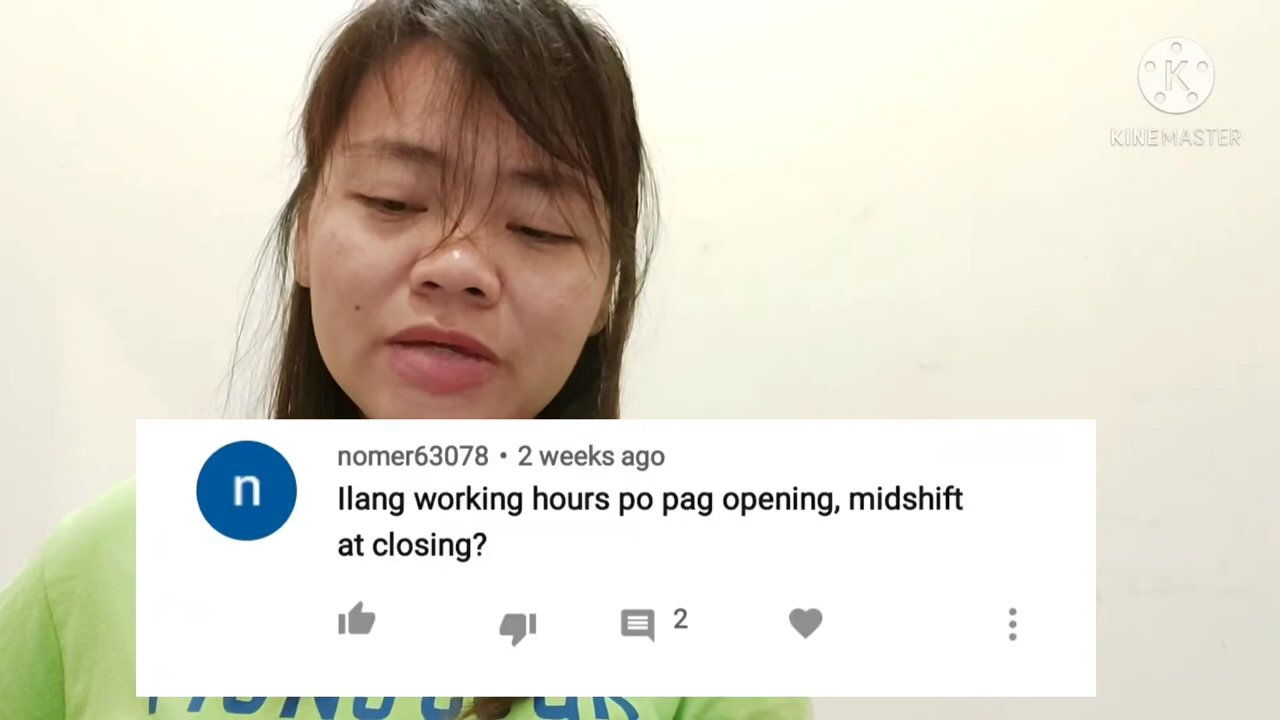 KINEMASTER
nomer63078 • 2 weeks ago
Ilang working hours po pag opening, midshift
at closing?
2